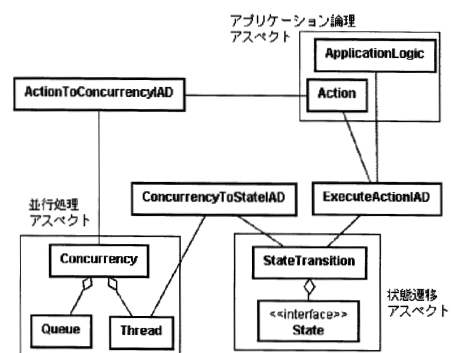 アプリケーション論理
アスペクト
ApplicationLogic
ActionToConcurrencyIAD
Action
並行処理
アスペクト
ConcurrencyToStateIAD
ExecuteActionIAD
Concurrency
StateTransition
Queue
Thread
<<interface>>
State
状態遷移
アスペクト